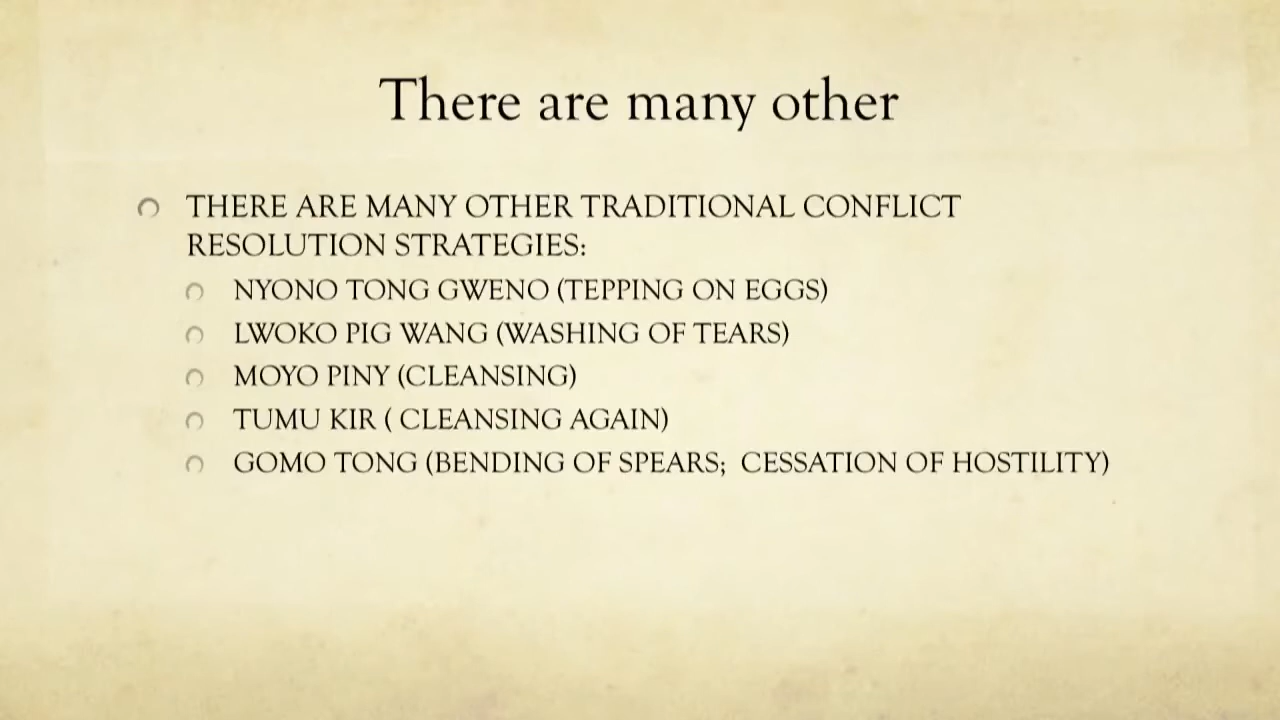 There are many other
THERE ARE MANY OTHER TRADITIONAL CONFLICT
RESOLUTION STRATEGIES:
NYONO TONG GWENO (TEPPING ON EGGS)
LWOKO PIG WANG (WASHING OF TEARS)
MOYO PINY (CLEANSING)
TUMU KIR ( CLEANSING AGAIN)
GOMO TONG (BENDING OF SPEARS; CESSATION OF HOSTILITY)